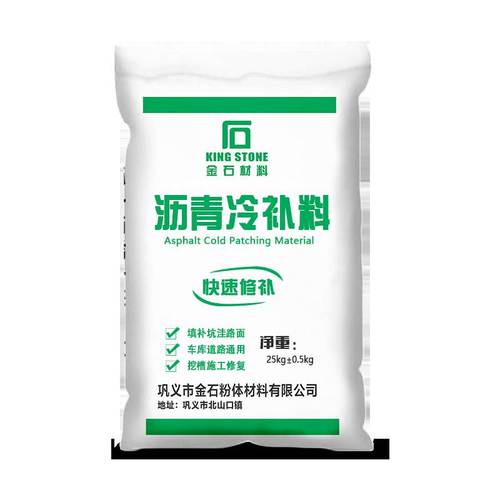 KING STONE
金石材料
沥青冷补料
Asphalt Cold Patching Material
快速修补
填补坑洼路面
车库道路通用
挖槽施工修复
净重：
25kg±0.5kg
巩义市金石粉体材料有限公司
地址：巩义市北山口镇